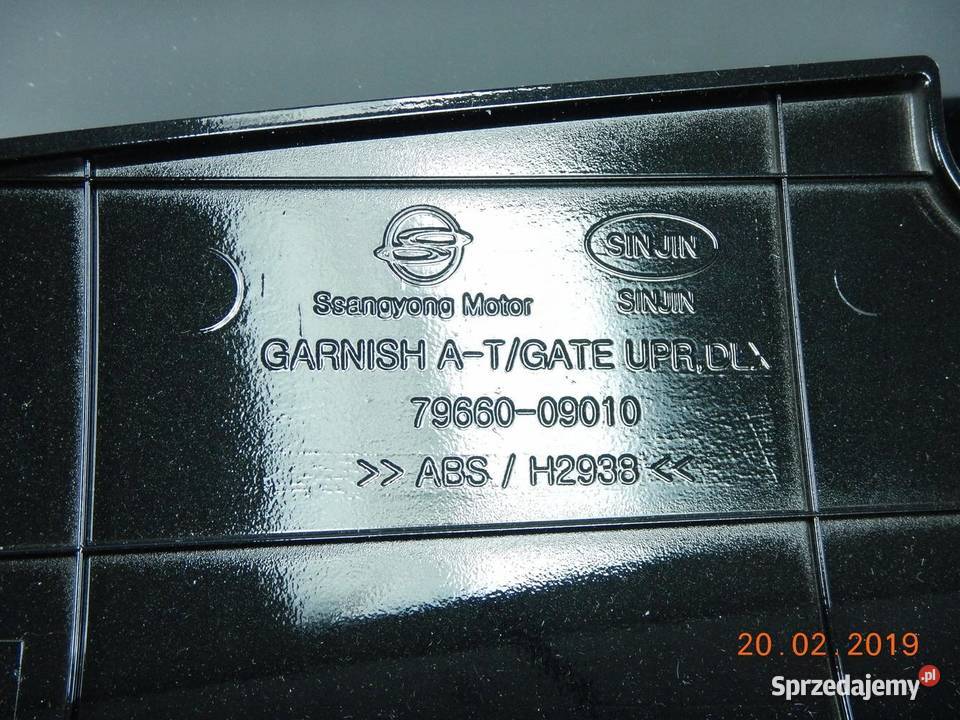 SINJIN
Ssangyong Motor
SINJIN
GARNISH A-T/GATE UPR,DLX
79660-09010
>> ABS / H2938 <<
20.02.2019
Sprzedajemy.pl